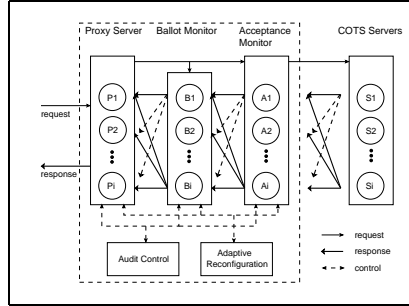 Proxy Server Ballot Monitor Acceptance Monitor COTS Servers
P1 B1 A1 S1
request
P2 B2 A2 S2
response
Pi Bi Ai Si
Audit Control
Adaptive
Reconfiguration
request
response
control